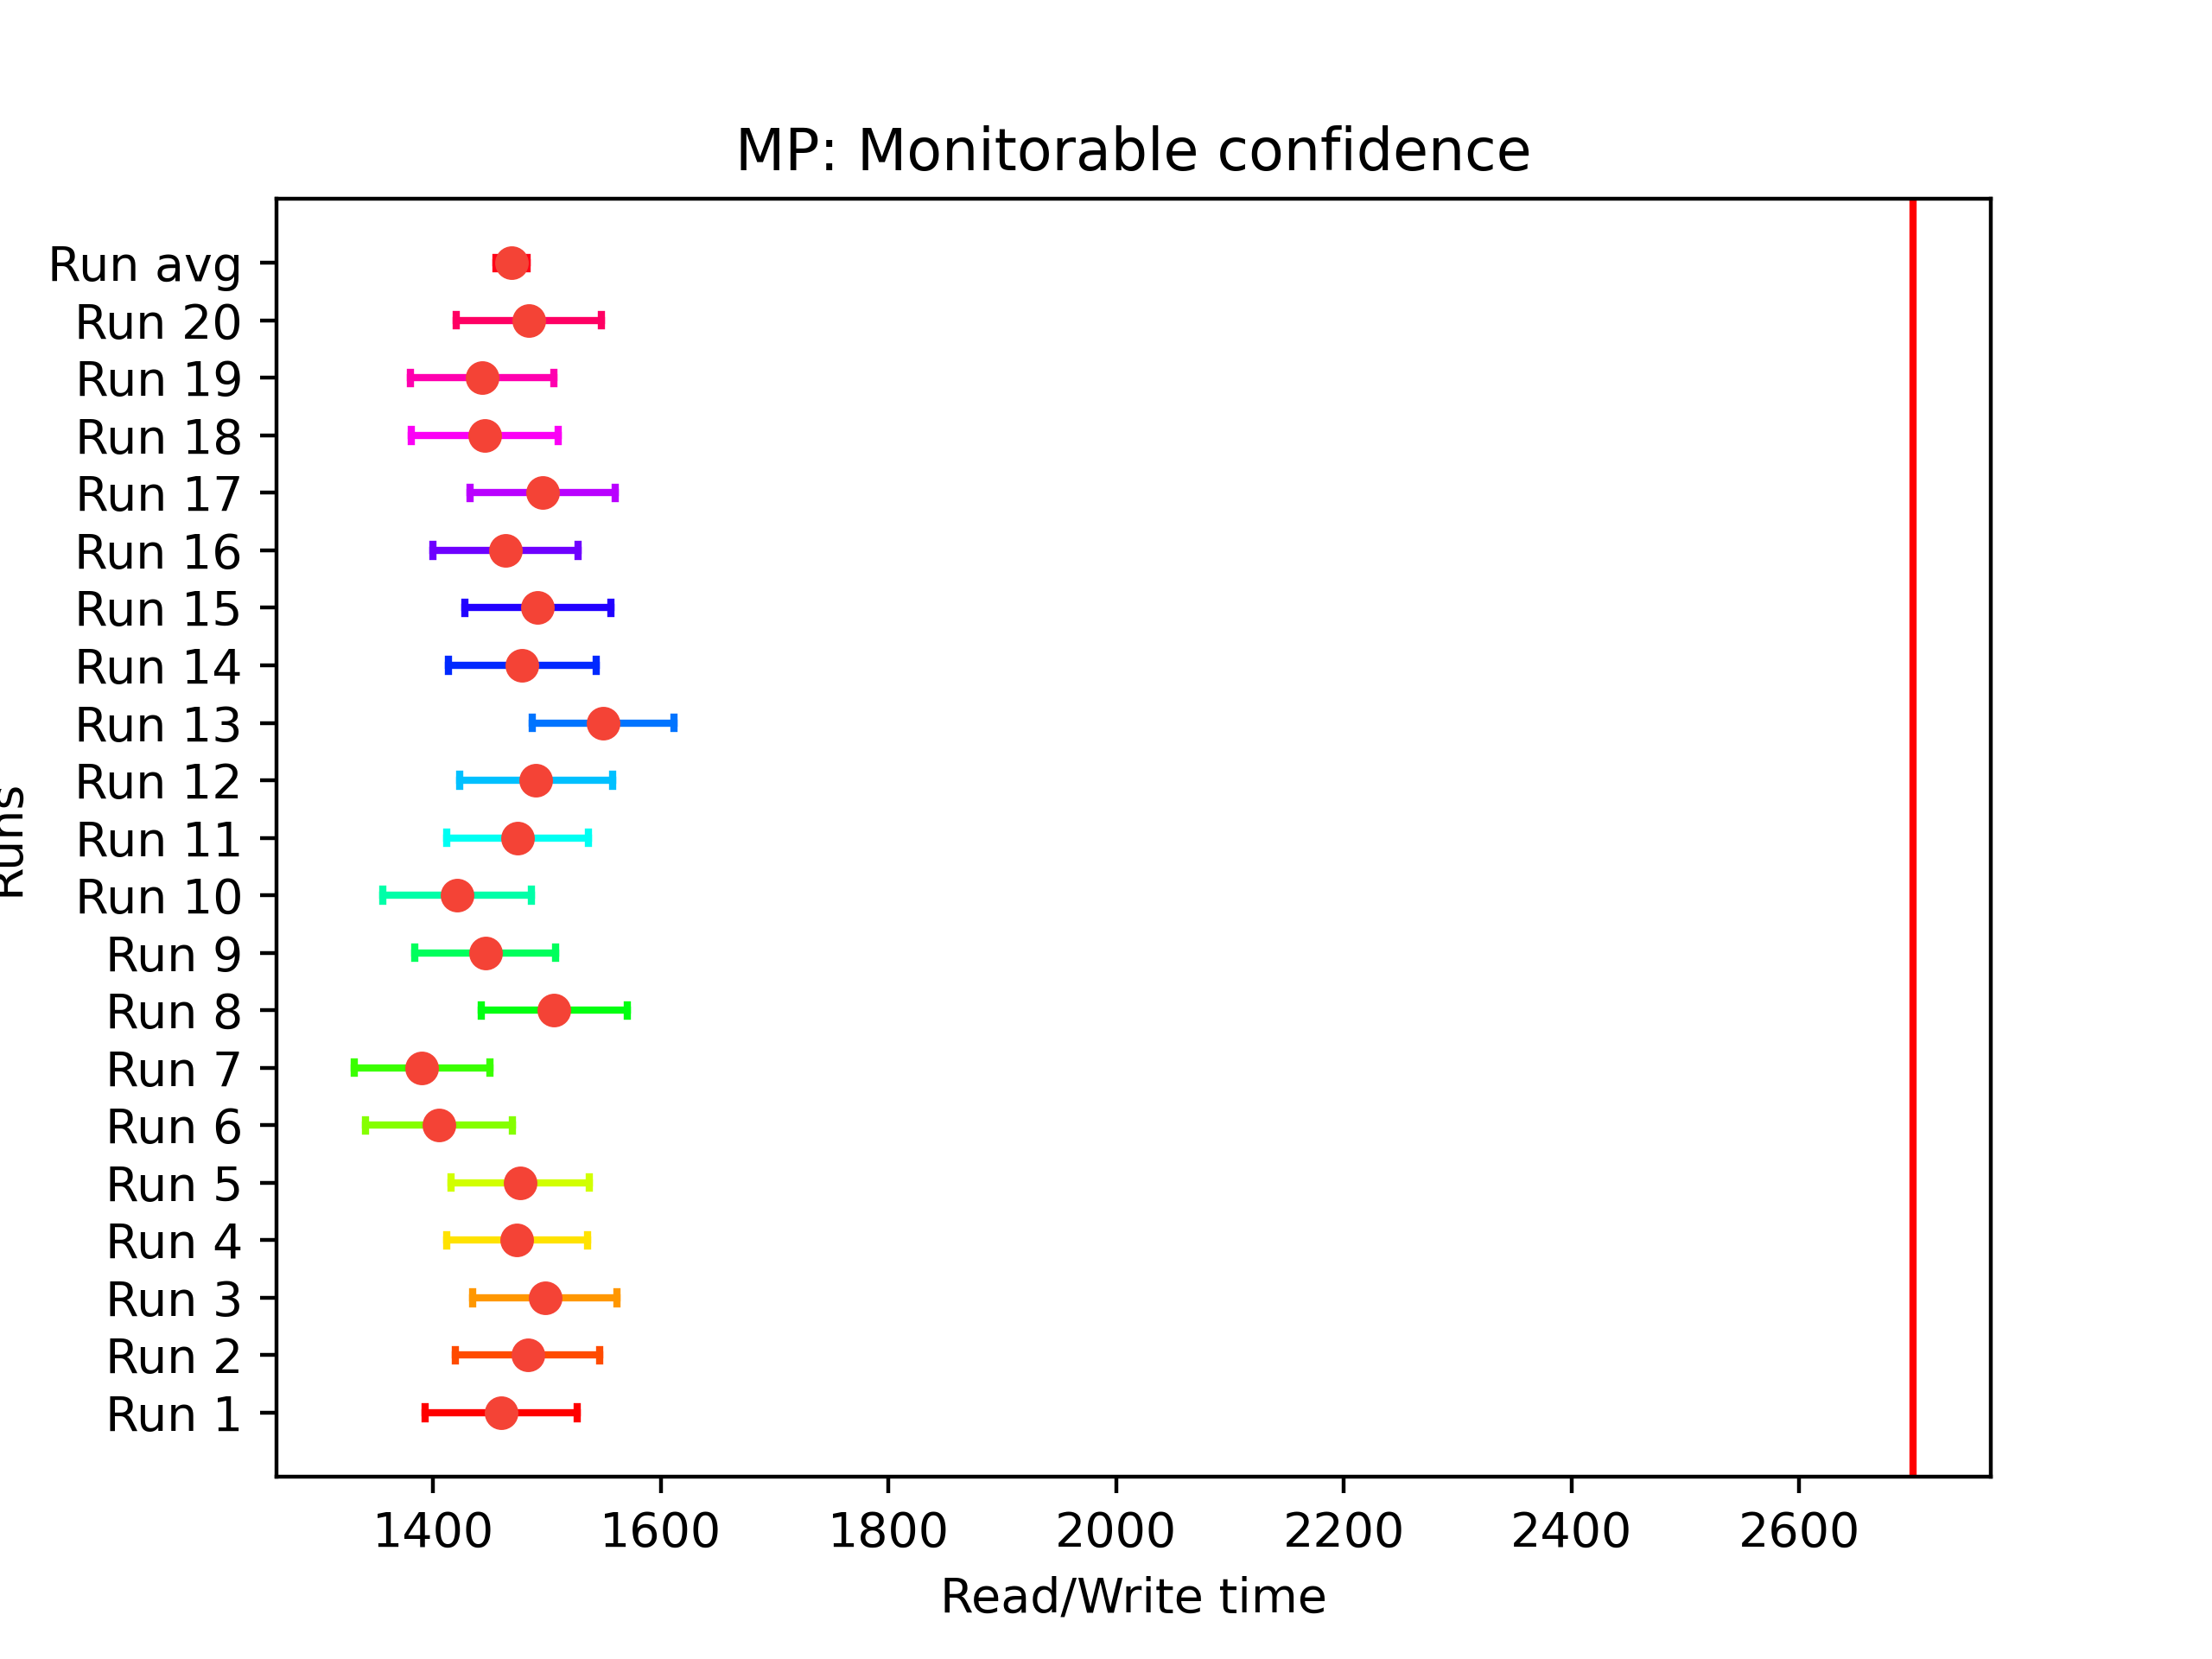 MP: Monitorable confidence
Run avg
Run 20
Run 19
Run 18
Run 17
Run 16
Run 15
Run 14
Run 13
Run 12
Run 11
Run 10
Run 9
Run 8
Run 7
Run 6
Run 5
Run 4
Run 3
Run 2
Run 1
Runs
1400 1600 1800 2000 2200 2400 2600
Read/Write time